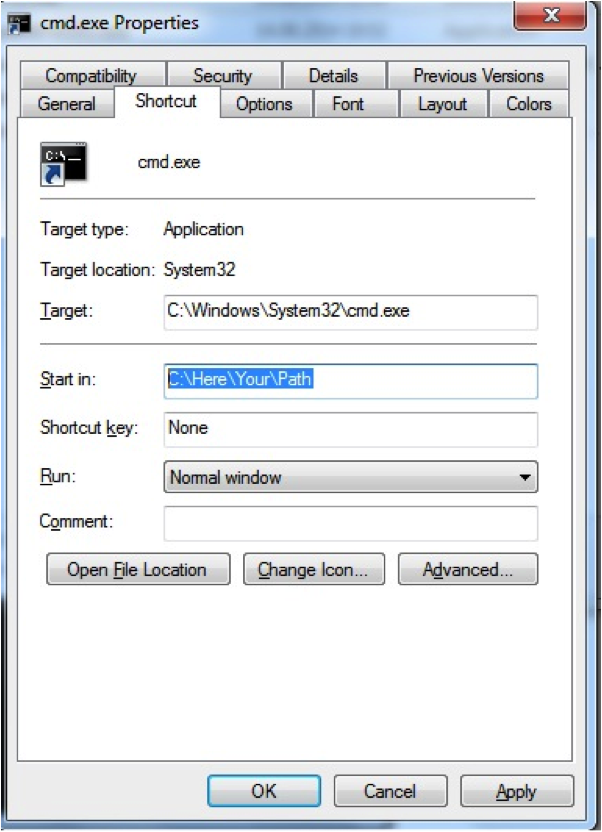 cmd.exe Properties
Compatibility Security Details Previous Versions
General Shortcut Options Font Layout Colors
C:\
cmd.exe
Target type: Application
Target location: System32
Target: C:\Windows\System32\cmd.exe
Start in: C:\Here\Your\Path
Shortcut key: None
Run: Normal window
Comment:
Open File Location Change Icon... Advanced...
OK Cancel Apply